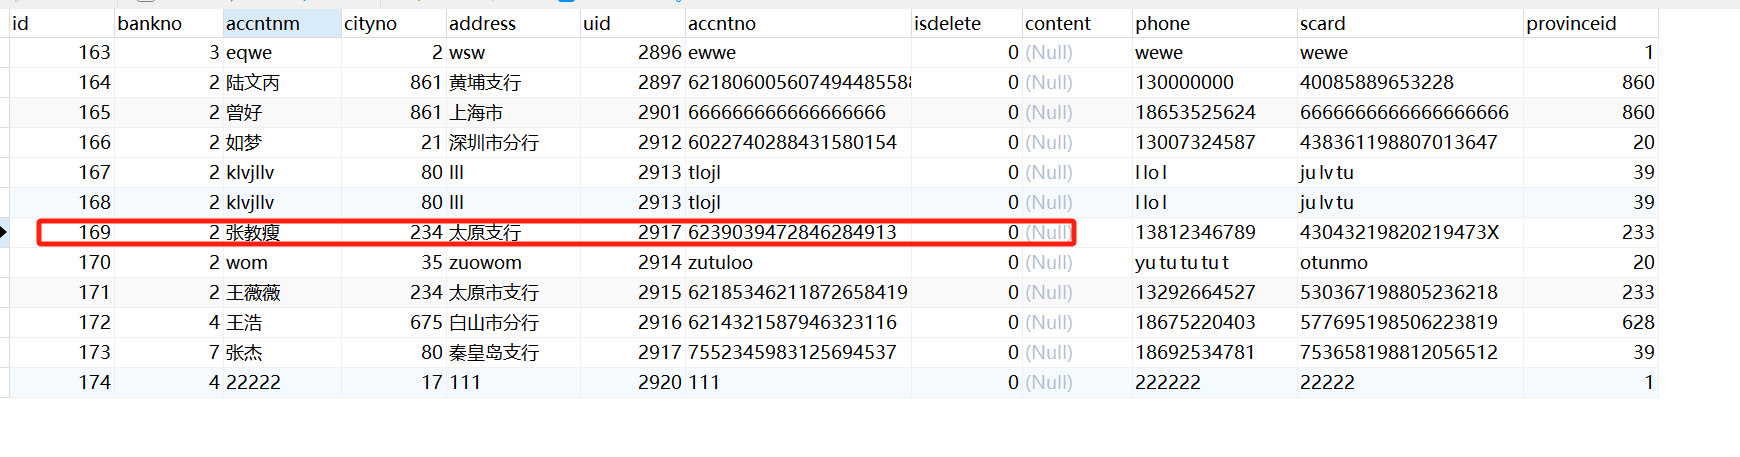 id bankno accntnm cityno address uid accntno isdelete content phone scard provinceid
163 3 eqwe 2 wsw 2896 ewwe 0 (Null) wewe wewe 1
164 2 陆文丙 861 黄埔支行 2897 621806005607494485588 0 (Null) 130000000 40085889653228 860
165 2 曾好 861 上海市 2901 666666666666666666 0 (Null) 18653525624 6666666666666666666 860
166 2 如梦 21 深圳市分行 2912 6022740288431580154 0 (Null) 13007324587 438361198807013647 20
167 2 klvjllv 80 lll 2913 tlojl 0 (Null) l lo l ju lv tu 39
168 2 klvjllv 80 lll 2913 tlojl 0 (Null) l lo l ju lv tu 39
169 2 张教瘦 234 太原支行 2917 6239039472846284913 0 (Null) 13812346789 43043219820219473X 233
170 2 wom 35 zuowom 2914 zutuloo 0 (Null) yu tu tu tu t otunmo 20
171 2 王薇薇 234 太原市支行 2915 62185346211872658419 0 (Null) 13292664527 530367198805236218 233
172 4 王浩 675 白山市分行 2916 6214321587946323116 0 (Null) 18675220403 577695198506223819 628
173 7 张杰 80 秦皇岛支行 2917 7552345983125694537 0 (Null) 18692534781 753658198812056512 39
174 4 22222 17 111 2920 111 0 (Null) 222222 22222 1